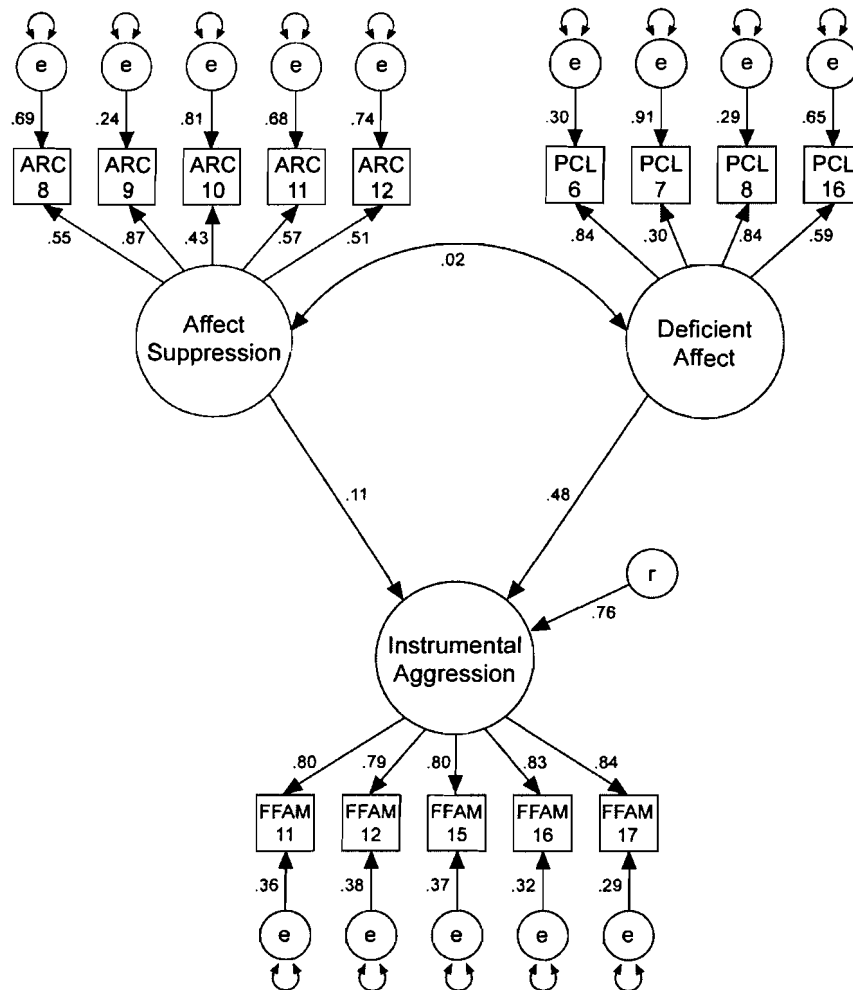 e e e e e
e e e e
.69 .24 .81 .68 .74
.30 .91 .29 .65
ARC
8
ARC
9
ARC
10
ARC
11
ARC
12
PCL
6
PCL
7
PCL
8
PCL
16
.55 .87 .43 .57 .51
.84 .30 .84 .59
.02
Affect
Suppression
Deficient
Affect
.11
.48
r
.76
Instrumental
Aggression
.80 .79 .80 .83 .84
FFAM
11
FFAM
12
FFAM
15
FFAM
16
FFAM
17
.36 .38 .37 .32 .29
e e e e e